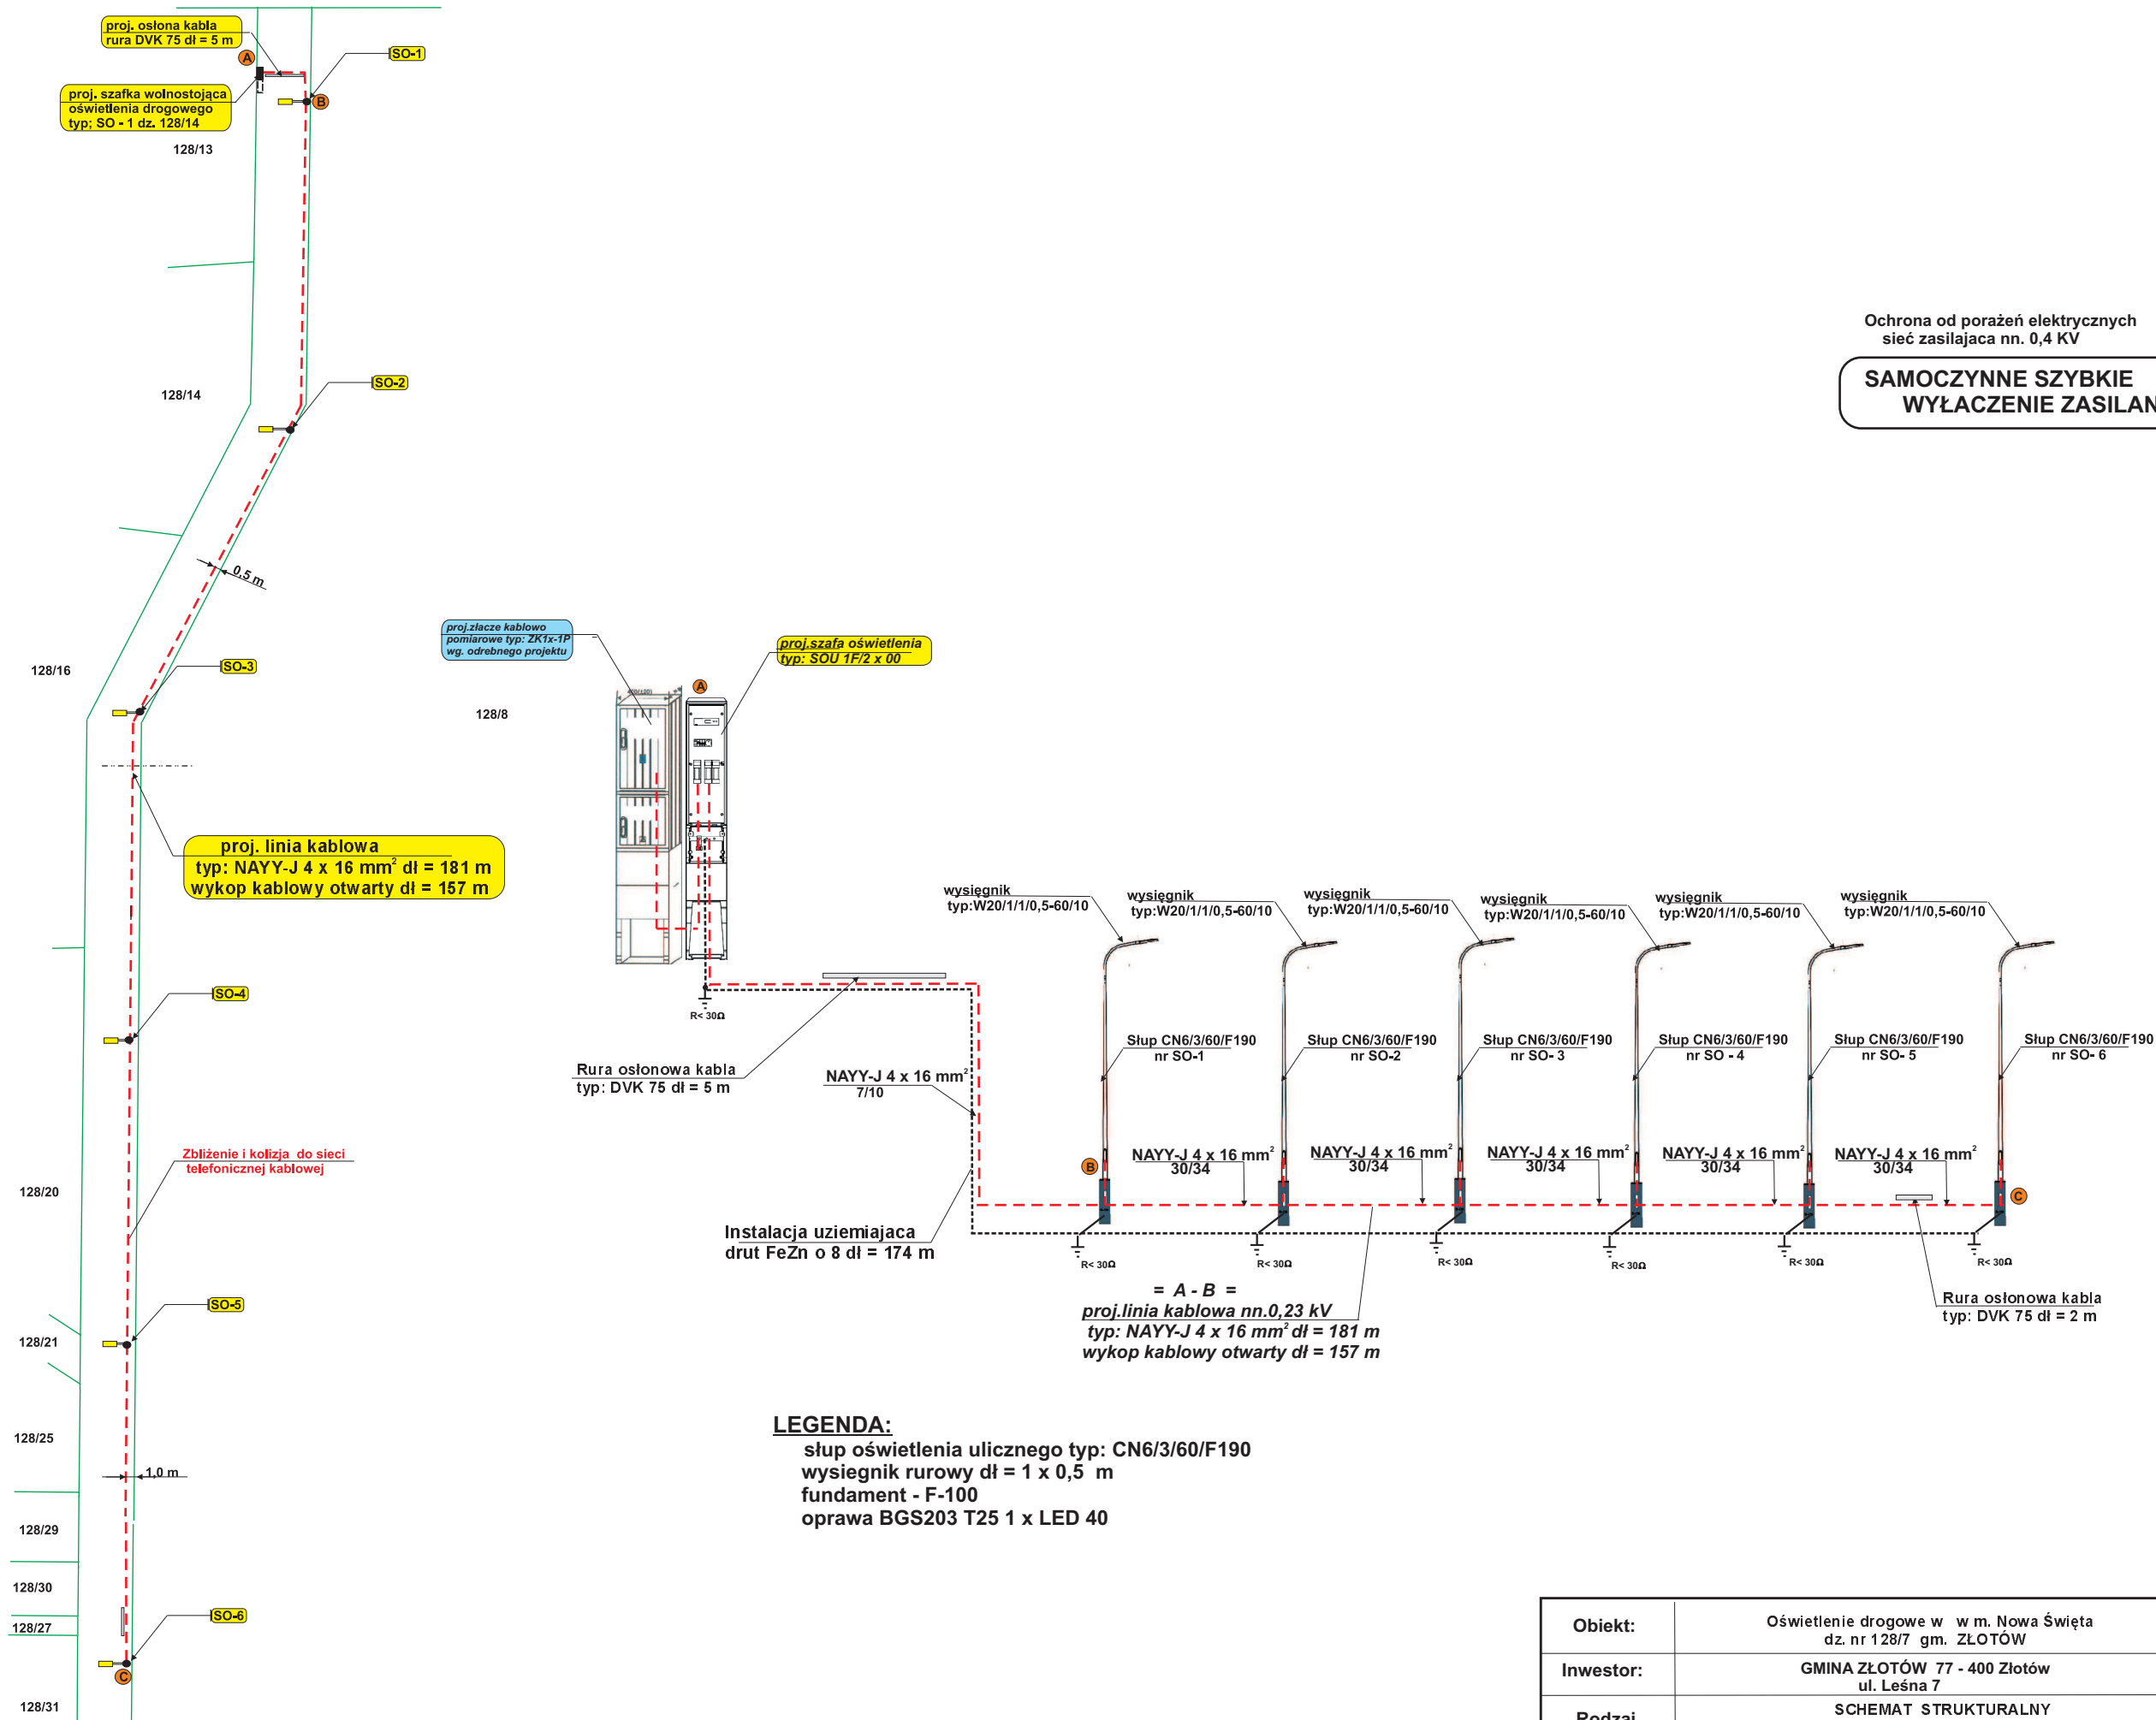 proj. osłona kabla
rura DVK 75 dł = 5 m
A
SO-1
proj. szafka wolnostojąca
oświetlenia drogowego
typ; SO - 1 dz. 128/14
B
128/13
Ochrona od porażeń elektrycznych
sieć zasilajaca nn. 0,4 KV
SAMOCZYNNE SZYBKIE
WYŁACZENIE ZASILAN
SO-2
128/14
0,5 m
128/16
SO-3
proj.złacze kablowo
pomiarowe typ: ZK1x-1P
wg. odrebnego projektu
proj.szafa oświetlenia
typ: SOU 1F/2 x 00
A
128/8
proj. linia kablowa
typ: NAYY-J 4 x 16 mm² dł = 181 m
wykop kablowy otwarty dł = 157 m
wysięgnik
typ:W20/1/1/0,5-60/10
wysięgnik
typ:W20/1/1/0,5-60/10
wysięgnik
typ:W20/1/1/0,5-60/10
wysięgnik
typ:W20/1/1/0,5-60/10
wysięgnik
typ:W20/1/1/0,5-60/10
wysięgnik
typ:W20/1/1/0,5-60/10
SO-4
R< 30Ω
Rura osłonowa kabla
typ: DVK 75 dł = 5 m
NAYY-J 4 x 16 mm²
7/10
Słup CN6/3/60/F190
nr SO-1
Słup CN6/3/60/F190
nr SO-2
Słup CN6/3/60/F190
nr SO- 3
Słup CN6/3/60/F190
nr SO - 4
Słup CN6/3/60/F190
nr SO- 5
Słup CN6/3/60/F190
nr SO- 6
Zbliżenie i kolizja do sieci
telefonicznej kablowej
128/20
B
NAYY-J 4 x 16 mm²
30/34
NAYY-J 4 x 16 mm²
30/34
NAYY-J 4 x 16 mm²
30/34
NAYY-J 4 x 16 mm²
30/34
NAYY-J 4 x 16 mm²
30/34
C
Instalacja uziemiajaca
drut FeZn o 8 dł = 174 m
R< 30Ω
R< 30Ω
R< 30Ω
R< 30Ω
R< 30Ω
R< 30Ω
= A - B =
proj.linia kablowa nn.0,23 kV
typ: NAYY-J 4 x 16 mm² dł = 181 m
wykop kablowy otwarty dł = 157 m
Rura osłonowa kabla
typ: DVK 75 dł = 2 m
SO-5
128/21
128/25
1,0 m
128/29
128/30
128/27
SO-6
C
128/31
LEGENDA:
słup oświetlenia ulicznego typ: CN6/3/60/F190
wysiegnik rurowy dł = 1 x 0,5 m
fundament - F-100
oprawa BGS203 T25 1 x LED 40
Obiekt:
Oświetlenie drogowe w w m. Nowa Święta
dz. nr 128/7 gm. ZŁOTÓW
Inwestor:
GMINA ZŁOTÓW 77 - 400 Złotów
ul. Leśna 7
Rodzaj
SCHEMAT STRUKTURALNY